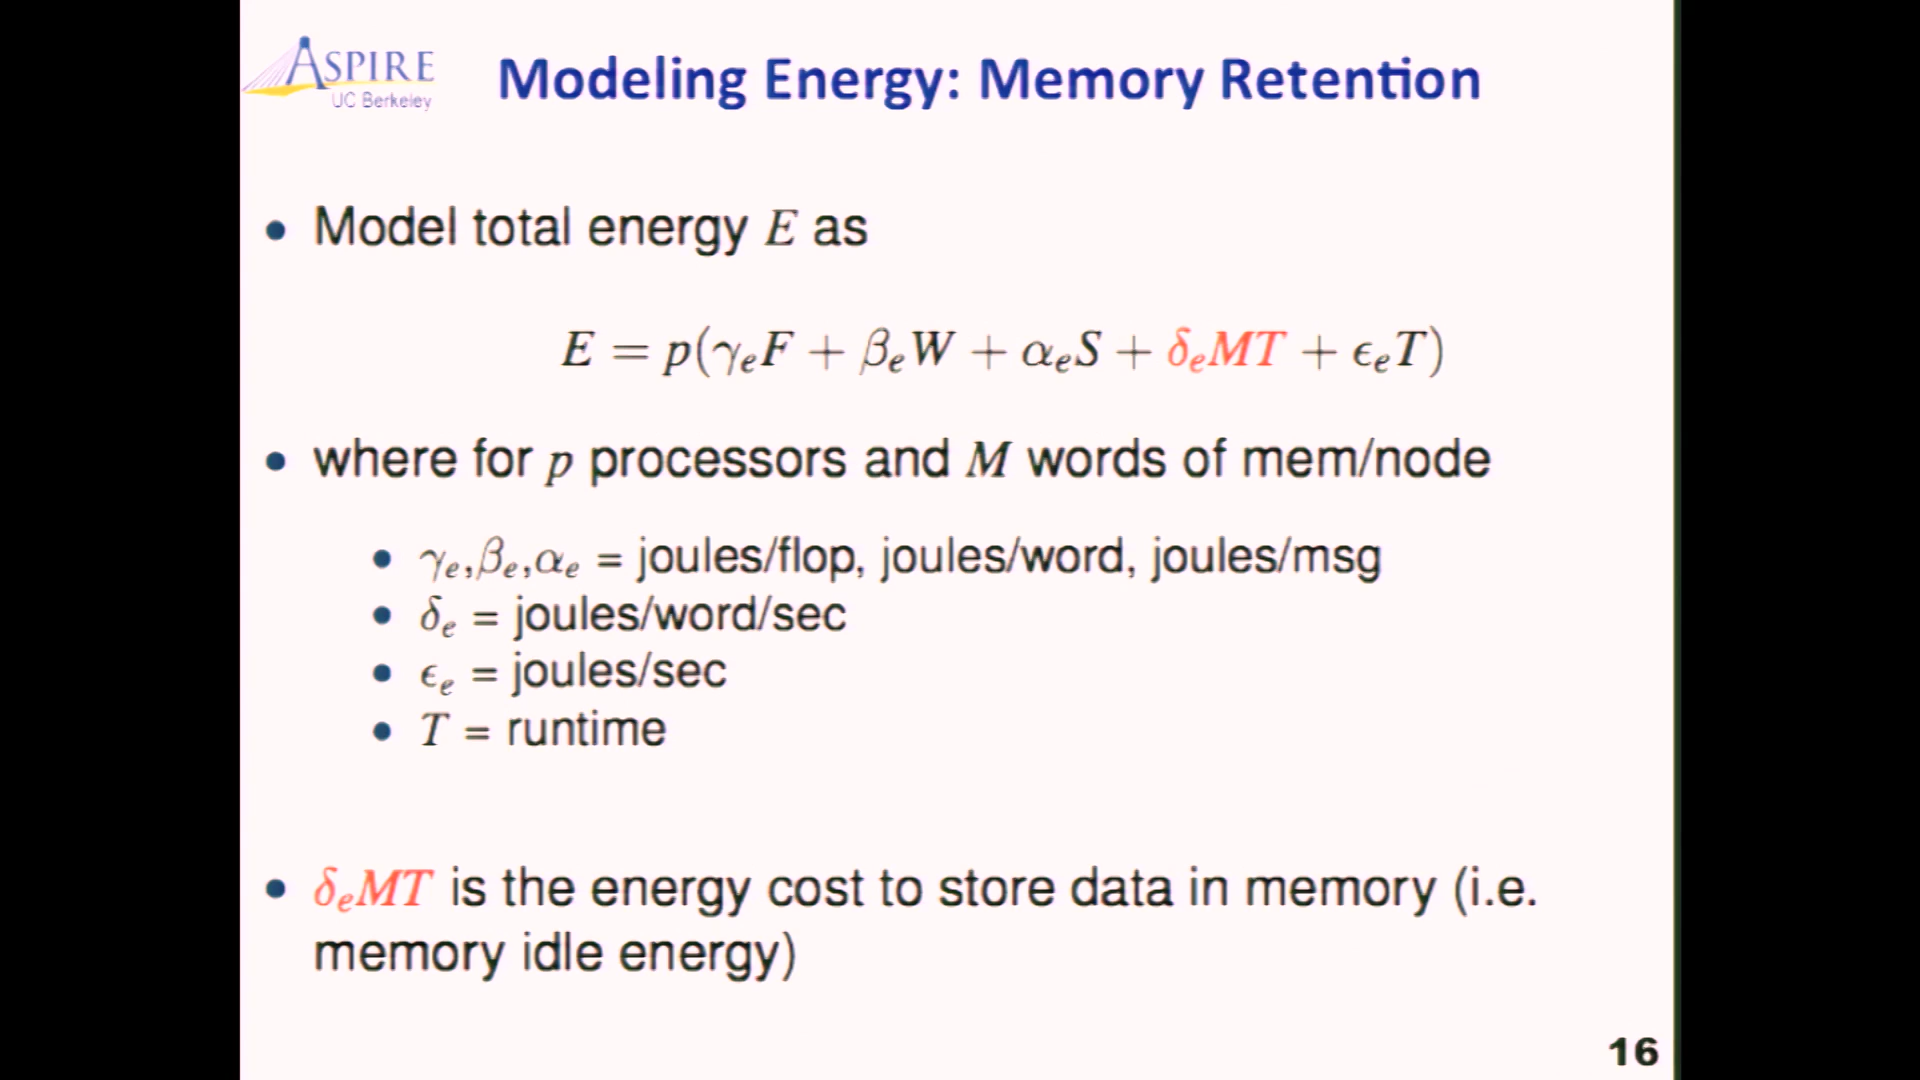 ASPIRE
UC Berkeley
Modeling Energy: Memory Retention
• Model total energy E as
E = p(γₑF + βₑW + αₑS + δₑMT + ϵₑT)
• where for p processors and M words of mem/node
• γₑ,βₑ,αₑ = joules/flop, joules/word, joules/msg
• δₑ = joules/word/sec
• ϵₑ = joules/sec
• T = runtime
• δₑMT is the energy cost to store data in memory (i.e.
memory idle energy)
16